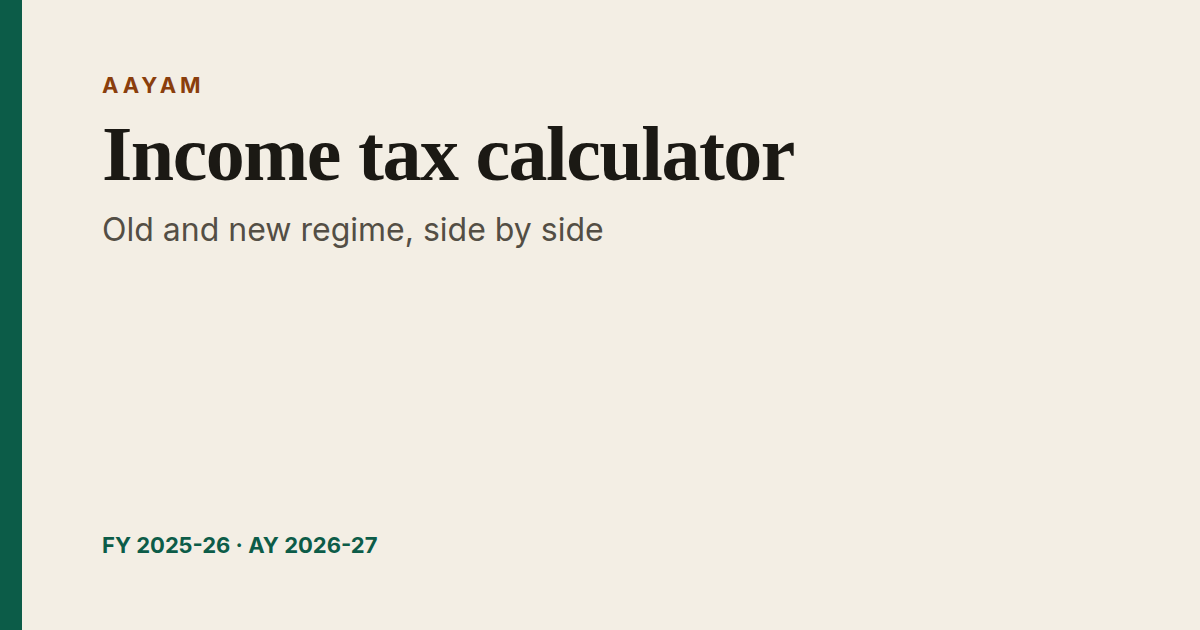 AAYAM
Income tax calculator
Old and new regime, side by side
FY 2025-26 · AY 2026-27